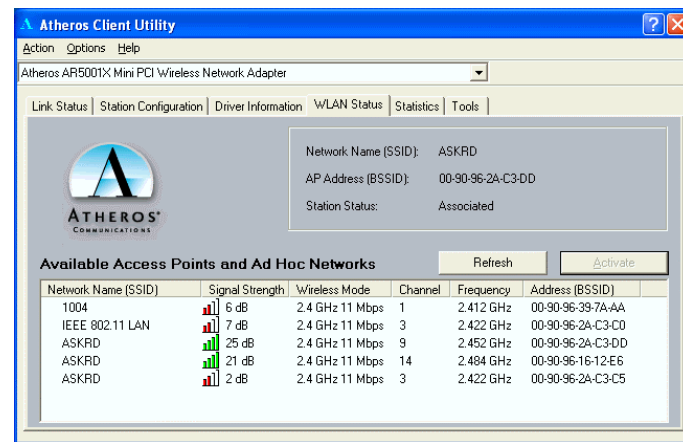 Atheros Client Utility
Action Options Help
Atheros AR5001X Mini PCI Wireless Network Adapter
Link Status Station Configuration Driver Information WLAN Status Statistics Tools
Network Name (SSID): ASKRD
AP Address (BSSID): 00-90-96-2A-C3-DD
Station Status: Associated
ATHEROS
COMMUNICATIONS
Available Access Points and Ad Hoc Networks Refresh Activate
Network Name (SSID) Signal Strength Wireless Mode Channel Frequency Address (BSSID)
1004 6 dB 2.4 GHz 11 Mbps 1 2.412 GHz 00-90-96-39-7A-AA
IEEE 802.11 LAN 7 dB 2.4 GHz 11 Mbps 3 2.422 GHz 00-90-96-2A-C3-C0
ASKRD 25 dB 2.4 GHz 11 Mbps 9 2.452 GHz 00-90-96-2A-C3-DD
ASKRD 21 dB 2.4 GHz 11 Mbps 14 2.484 GHz 00-90-96-16-12-E6
ASKRD 2 dB 2.4 GHz 11 Mbps 3 2.422 GHz 00-90-96-2A-C3-C5